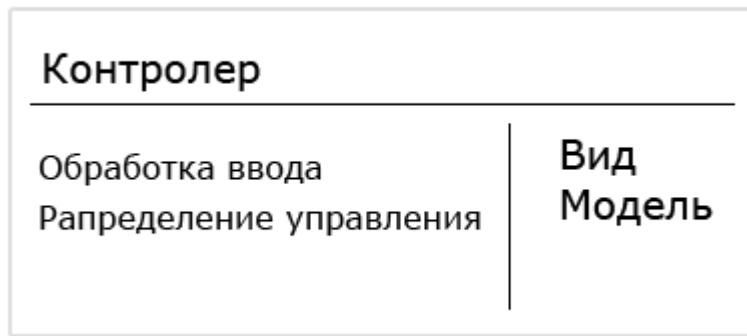 Контролер
Обработка ввода
Рапределение управления
Вид
Модель